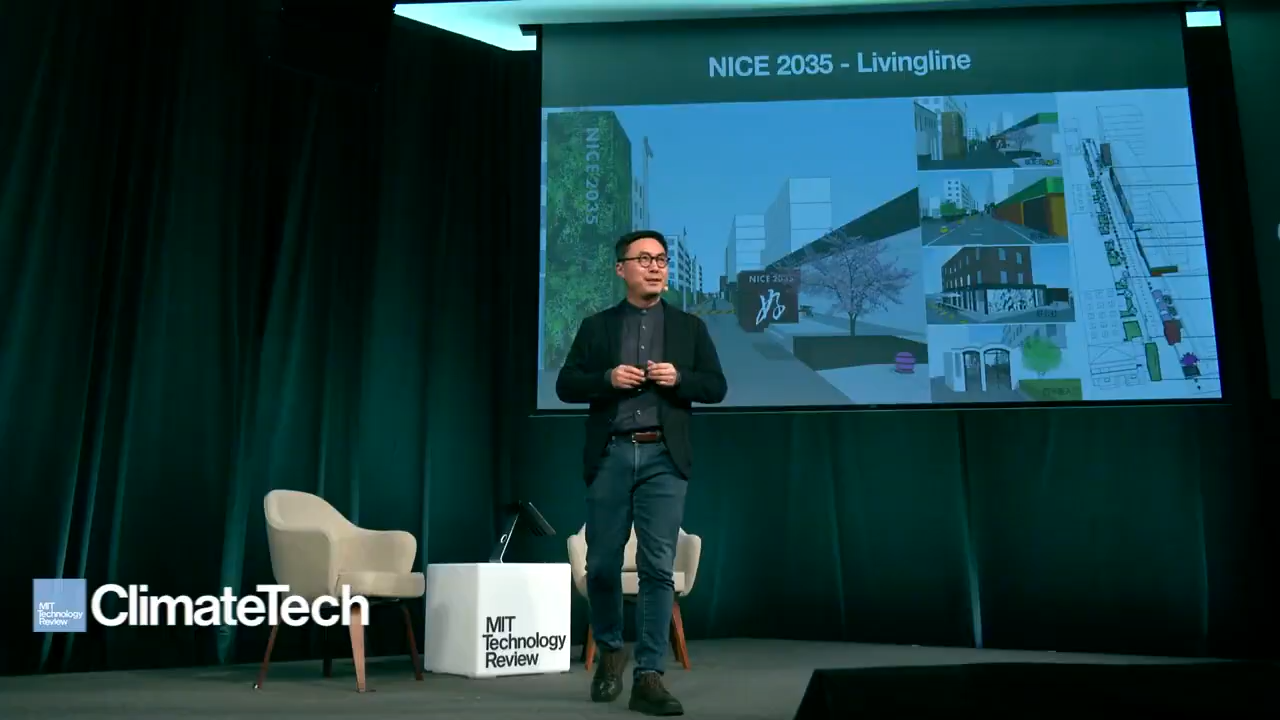 NICE 2035 - Livingline
NICE 2035
NICE 2035
MIT
Technology
Review
ClimateTech
MIT
Technology
Review